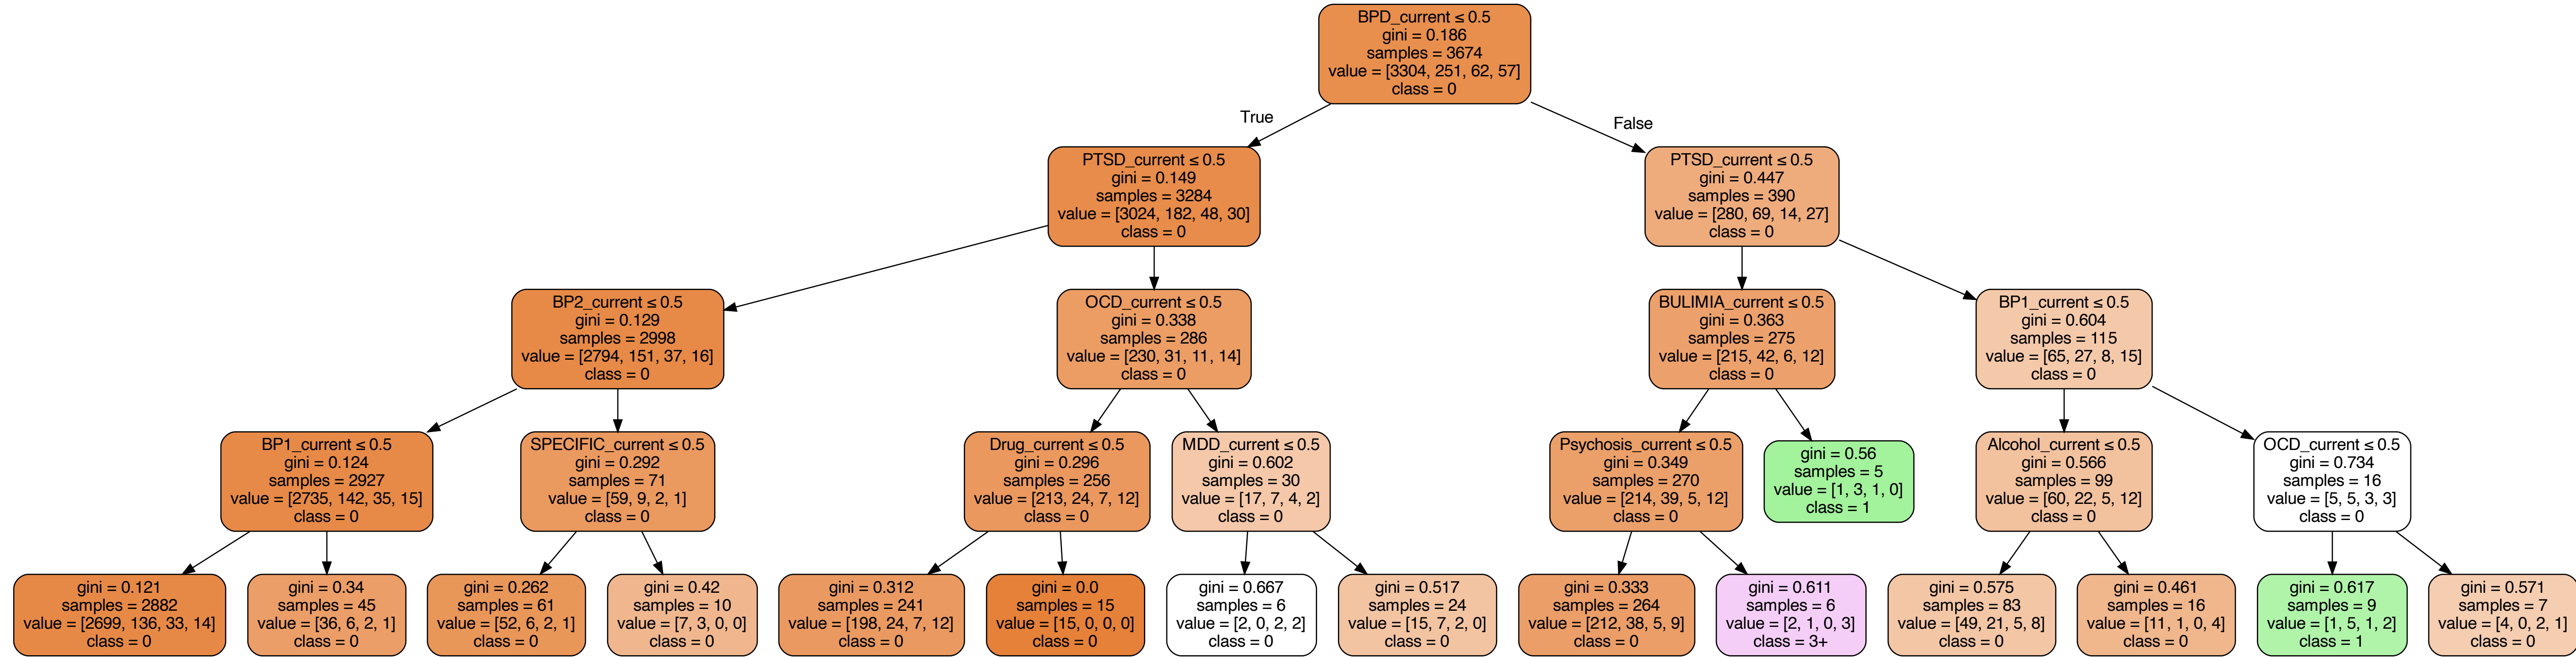 BPD_current ≤ 0.5
gini = 0.186
samples = 3674
value = [3304, 251, 62, 57]
class = 0
True
False
PTSD_current ≤ 0.5
gini = 0.149
samples = 3284
value = [3024, 182, 48, 30]
class = 0
PTSD_current ≤ 0.5
gini = 0.447
samples = 390
value = [280, 69, 14, 27]
class = 0
BP2_current ≤ 0.5
gini = 0.129
samples = 2998
value = [2794, 151, 37, 16]
class = 0
OCD_current ≤ 0.5
gini = 0.338
samples = 286
value = [230, 31, 11, 14]
class = 0
BULIMIA_current ≤ 0.5
gini = 0.363
samples = 275
value = [215, 42, 6, 12]
class = 0
BP1_current ≤ 0.5
gini = 0.604
samples = 115
value = [65, 27, 8, 15]
class = 0
BP1_current ≤ 0.5
gini = 0.124
samples = 2927
value = [2735, 142, 35, 15]
class = 0
SPECIFIC_current ≤ 0.5
gini = 0.292
samples = 71
value = [59, 9, 2, 1]
class = 0
Drug_current ≤ 0.5
gini = 0.296
samples = 256
value = [213, 24, 7, 12]
class = 0
MDD_current ≤ 0.5
gini = 0.602
samples = 30
value = [17, 7, 4, 2]
class = 0
Psychosis_current ≤ 0.5
gini = 0.349
samples = 270
value = [214, 39, 5, 12]
class = 0
gini = 0.56
samples = 5
value = [1, 3, 1, 0]
class = 1
Alcohol_current ≤ 0.5
gini = 0.566
samples = 99
value = [60, 22, 5, 12]
class = 0
OCD_current ≤ 0.5
gini = 0.734
samples = 16
value = [5, 5, 3, 3]
class = 0
gini = 0.121
samples = 2882
value = [2699, 136, 33, 14]
class = 0
gini = 0.34
samples = 45
value = [36, 6, 2, 1]
class = 0
gini = 0.262
samples = 61
value = [52, 6, 2, 1]
class = 0
gini = 0.42
samples = 10
value = [7, 3, 0, 0]
class = 0
gini = 0.312
samples = 241
value = [198, 24, 7, 12]
class = 0
gini = 0.0
samples = 15
value = [15, 0, 0, 0]
class = 0
gini = 0.667
samples = 6
value = [2, 0, 2, 2]
class = 0
gini = 0.517
samples = 24
value = [15, 7, 2, 0]
class = 0
gini = 0.333
samples = 264
value = [212, 38, 5, 9]
class = 0
gini = 0.611
samples = 6
value = [2, 1, 0, 3]
class = 3+
gini = 0.575
samples = 83
value = [49, 21, 5, 8]
class = 0
gini = 0.461
samples = 16
value = [11, 1, 0, 4]
class = 0
gini = 0.617
samples = 9
value = [1, 5, 1, 2]
class = 1
gini = 0.571
samples = 7
value = [4, 0, 2, 1]
class = 0